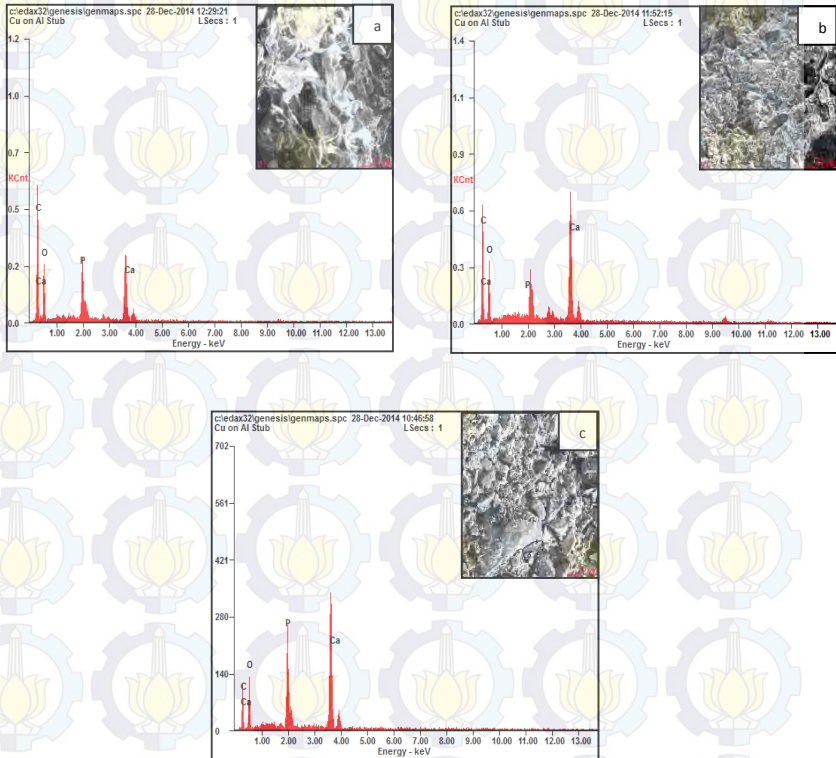 c:\edax32\genesis\genmaps.spc 28-Dec-2014 12:29:21
Cu on Al Stub LSecs : 1
a
1.2
1.0
0.7
KCnt
0.5
0.2
0.0
C
O
Ca
P
Ca
1.00 2.00 3.00 4.00 5.00 6.00 7.00 8.00 9.00 10.00 11.00 12.00 13.00
Energy - keV
c:\edax32\genesis\genmaps.spc 28-Dec-2014 11:52:15
Cu on Al Stub LSecs : 1
b
1.4
1.1
0.9
KCnt
0.6
0.3
0.0
C
O
Ca
P
Ca
1.00 2.00 3.00 4.00 5.00 6.00 7.00 8.00 9.00 10.00 11.00 12.00 13.00
Energy - keV
c:\edax32\genesis\genmaps.spc 28-Dec-2014 10:46:58
Cu on Al Stub LSecs : 1
c
702
561
421
280
140
0
C
O
Ca
P
Ca
1.00 2.00 3.00 4.00 5.00 6.00 7.00 8.00 9.00 10.00 11.00 12.00 13.00
Energy - keV